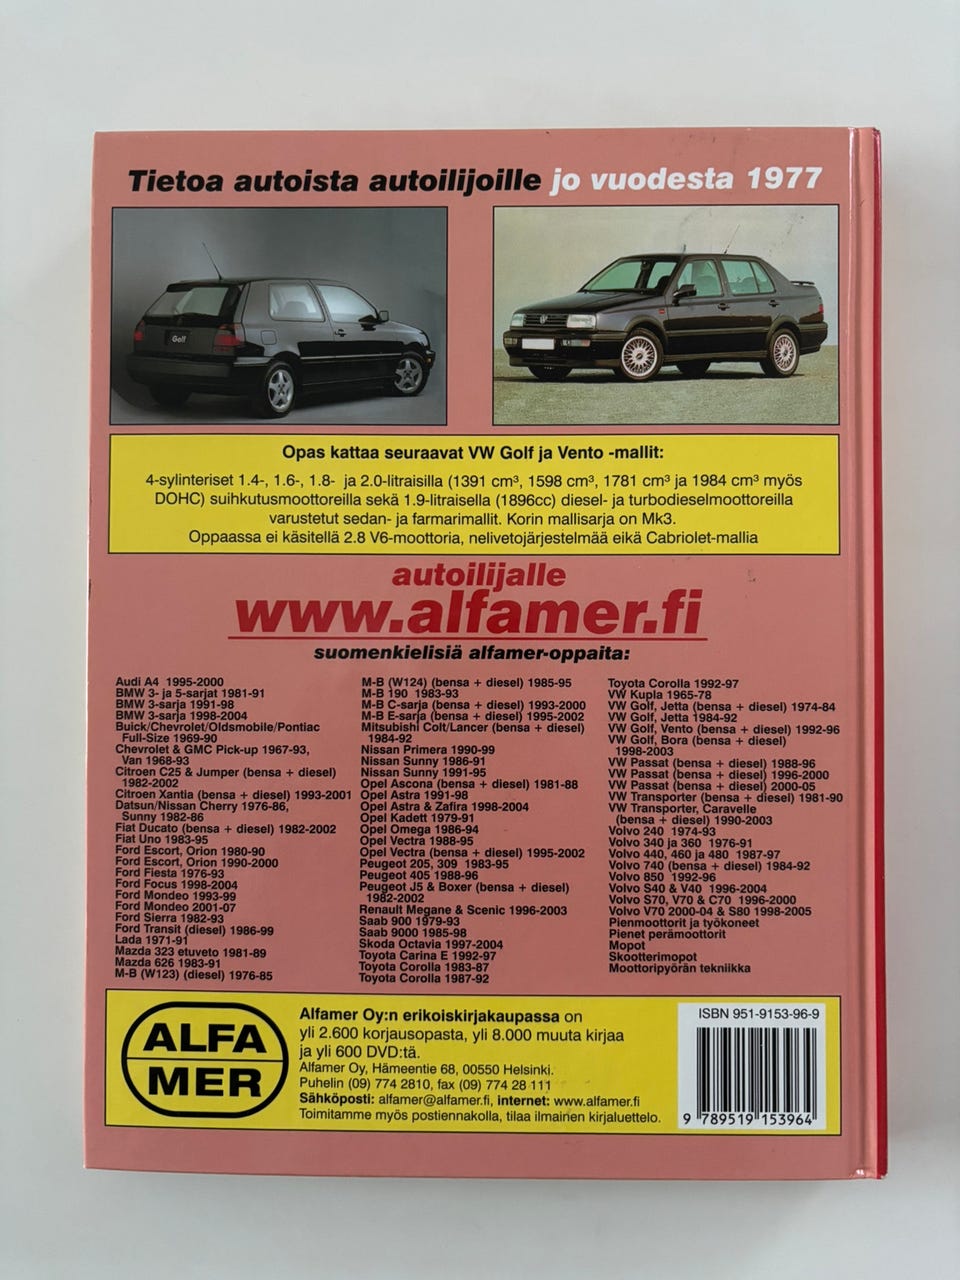 Tietoa autoista autoilijoille jo vuodesta 1977
Golf
Opas kattaa seuraavat VW Golf ja Vento -mallit:
4-sylinteriset 1.4-, 1.6-, 1.8- ja 2.0-litraisilla (1391 cm³, 1598 cm³, 1781 cm³ ja 1984 cm³ myös
DOHC) suihkutusmoottoreilla sekä 1.9-litraisella (1896cc) diesel- ja turbodieselmoottoreilla
varustetut sedan- ja farmarimallit. Korin mallisarja on Mk3.
Oppaassa ei käsitellä 2.8 V6-moottoria, nelivetojärjestelmää eikä Cabriolet-mallia
autoilijalle
www.alfamer.fi
suomenkielisiä alfamer-oppaita:
Audi A4 1995-2000
BMW 3- ja 5-sarjat 1981-91
BMW 3-sarja 1991-98
BMW 3-sarja 1998-2004
Buick/Chevrolet/Oldsmobile/Pontiac
Full-Size 1969-90
Chevrolet & GMC Pick-up 1967-93,
Van 1968-93
Citroen C25 & Jumper (bensa + diesel)
1982-2002
Citroen Xantia (bensa + diesel) 1993-2001
Datsun/Nissan Cherry 1976-86,
Sunny 1982-86
Fiat Ducato (bensa + diesel) 1982-2002
Fiat Uno 1983-95
Ford Escort, Orion 1980-90
Ford Escort, Orion 1990-2000
Ford Fiesta 1976-93
Ford Focus 1998-2004
Ford Mondeo 1993-99
Ford Mondeo 2001-07
Ford Sierra 1982-93
Ford Transit (diesel) 1986-99
Lada 1971-91
Mazda 323 etuveto 1981-89
Mazda 626 1983-91
M-B (W123) (diesel) 1976-85
M-B (W124) (bensa + diesel) 1985-95
M-B 190 1983-93
M-B C-sarja (bensa + diesel) 1993-2000
M-B E-sarja (bensa + diesel) 1995-2002
Mitsubishi Colt/Lancer (bensa + diesel)
1984-92
Nissan Primera 1990-99
Nissan Sunny 1986-91
Nissan Sunny 1991-95
Opel Ascona (bensa + diesel) 1981-88
Opel Astra 1991-98
Opel Astra & Zafira 1998-2004
Opel Kadett 1979-91
Opel Omega 1986-94
Opel Vectra 1988-95
Opel Vectra (bensa + diesel) 1995-2002
Peugeot 205, 309 1983-95
Peugeot 405 1988-96
Peugeot J5 & Boxer (bensa + diesel)
1982-2002
Renault Megane & Scenic 1996-2003
Saab 900 1979-93
Saab 9000 1985-98
Skoda Octavia 1997-2004
Toyota Carina E 1992-97
Toyota Corolla 1983-87
Toyota Corolla 1987-92
Toyota Corolla 1992-97
VW Kupla 1965-78
VW Golf, Jetta (bensa + diesel) 1974-84
VW Golf, Jetta 1984-92
VW Golf, Vento (bensa + diesel) 1992-96
VW Golf, Bora (bensa + diesel)
1998-2003
VW Passat (bensa + diesel) 1988-96
VW Passat (bensa + diesel) 1996-2000
VW Passat (bensa + diesel) 2000-05
VW Transporter (bensa + diesel) 1981-90
VW Transporter, Caravelle
(bensa + diesel) 1990-2003
Volvo 240 1974-93
Volvo 340 ja 360 1976-91
Volvo 440, 460 ja 480 1987-97
Volvo 740 (bensa + diesel) 1984-92
Volvo 850 1992-96
Volvo S40 & V40 1996-2004
Volvo S70, V70 & C70 1996-2000
Volvo V70 2000-04 & S80 1998-2005
Pienmoottorit ja työkoneet
Pienet perämoottorit
Mopot
Skootterimopot
Moottoripyörän tekniikka
ALFA
MER
Alfamer Oy:n erikoiskirjakaupassa on
yli 2.600 korjausopasta, yli 8.000 muuta kirjaa
ja yli 600 DVD:tä.
Alfamer Oy, Hämeentie 68, 00550 Helsinki.
Puhelin (09) 774 2810, fax (09) 774 28 111
Sähköposti: alfamer@alfamer.fi, internet: www.alfamer.fi
Toimitamme myös postiennakolla, tilaa ilmainen kirjaluettelo.
ISBN 951-9153-96-9
9 789519 153964